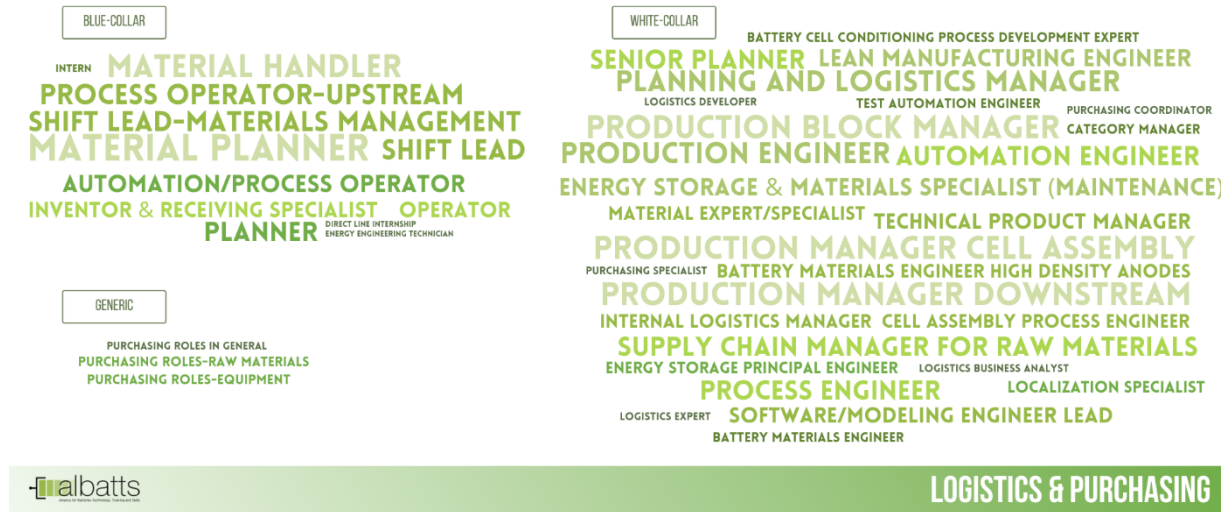 BLUE-COLLAR
INTERN MATERIAL HANDLER
PROCESS OPERATOR-UPSTREAM
SHIFT LEAD-MATERIALS MANAGEMENT
MATERIAL PLANNER SHIFT LEAD
AUTOMATION/PROCESS OPERATOR
INVENTOR & RECEIVING SPECIALIST OPERATOR
PLANNER DIRECT LINE INTERNSHIP
ENERGY ENGINEERING TECHNICIAN
GENERIC
PURCHASING ROLES IN GENERAL
PURCHASING ROLES-RAW MATERIALS
PURCHASING ROLES-EQUIPMENT
WHITE-COLLAR
BATTERY CELL CONDITIONING PROCESS DEVELOPMENT EXPERT
SENIOR PLANNER LEAN MANUFACTURING ENGINEER
PLANNING AND LOGISTICS MANAGER
LOGISTICS DEVELOPER TEST AUTOMATION ENGINEER PURCHASING COORDINATOR
PRODUCTION BLOCK MANAGER CATEGORY MANAGER
PRODUCTION ENGINEER AUTOMATION ENGINEER
ENERGY STORAGE & MATERIALS SPECIALIST (MAINTENANCE)
MATERIAL EXPERT/SPECIALIST TECHNICAL PRODUCT MANAGER
PRODUCTION MANAGER CELL ASSEMBLY
PURCHASING SPECIALIST BATTERY MATERIALS ENGINEER HIGH DENSITY ANODES
PRODUCTION MANAGER DOWNSTREAM
INTERNAL LOGISTICS MANAGER CELL ASSEMBLY PROCESS ENGINEER
SUPPLY CHAIN MANAGER FOR RAW MATERIALS
ENERGY STORAGE PRINCIPAL ENGINEER LOGISTICS BUSINESS ANALYST
PROCESS ENGINEER LOCALIZATION SPECIALIST
LOGISTICS EXPERT SOFTWARE/MODELING ENGINEER LEAD
BATTERY MATERIALS ENGINEER
albatts
Alliance for Batteries Technology, Training and Skills
LOGISTICS & PURCHASING